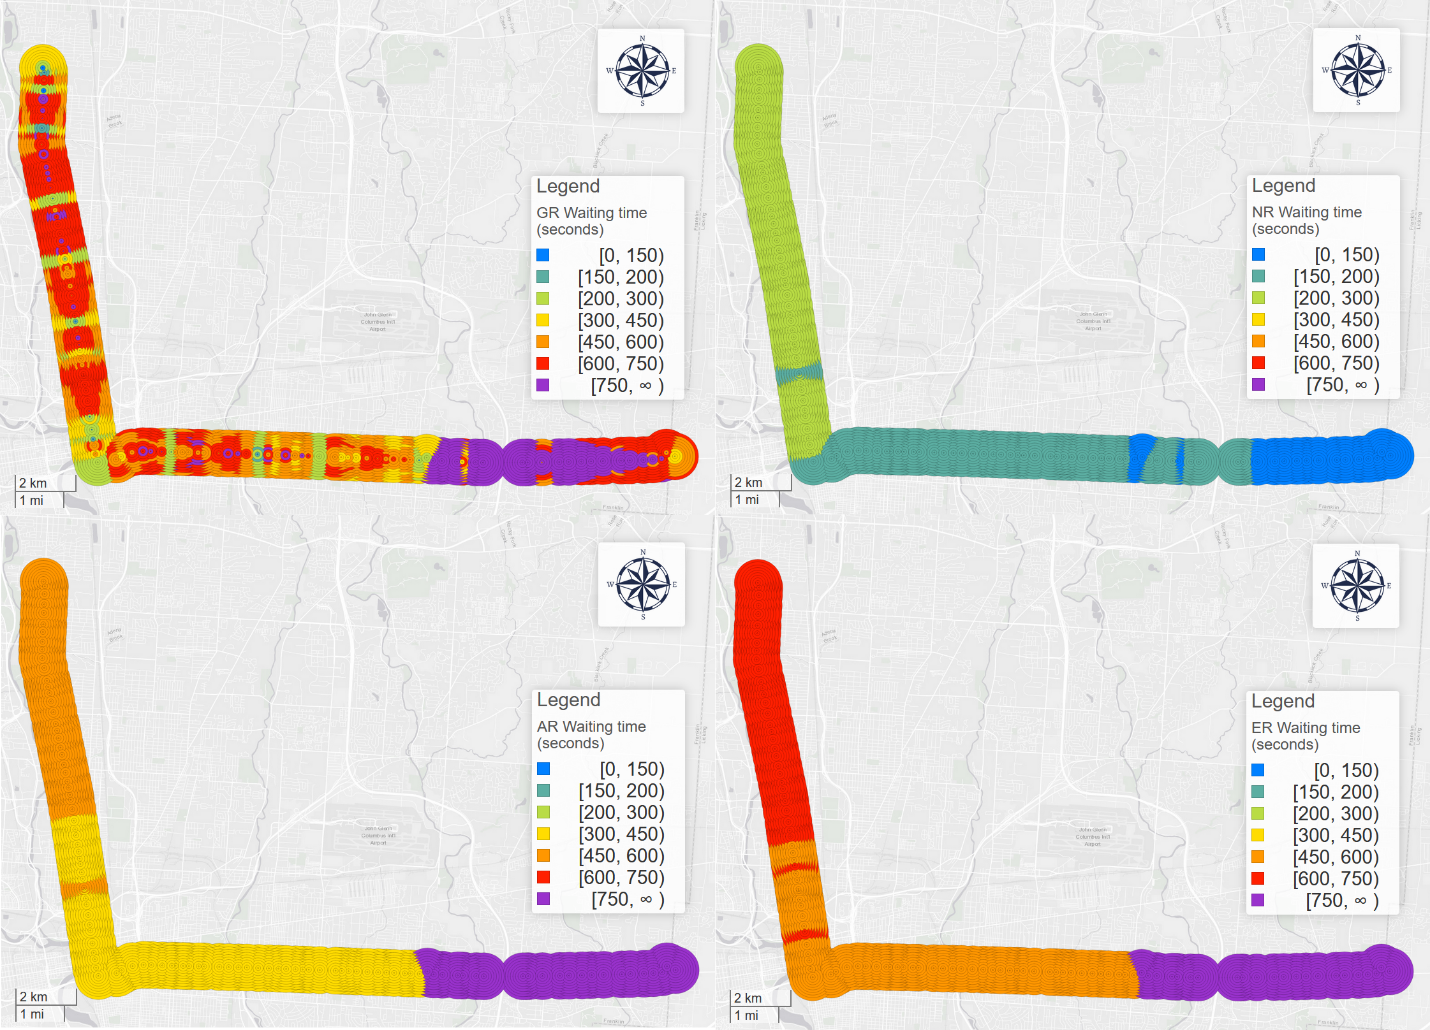 N
W E
S
Legend
GR Waiting time
(seconds)
[0, 150)
[150, 200)
[200, 300)
[300, 450)
[450, 600)
[600, 750)
[750, ∞ )
2 km
1 mi
N
W E
S
Legend
NR Waiting time
(seconds)
[0, 150)
[150, 200)
[200, 300)
[300, 450)
[450, 600)
[600, 750)
[750, ∞ )
2 km
1 mi
N
W E
S
Legend
AR Waiting time
(seconds)
[0, 150)
[150, 200)
[200, 300)
[300, 450)
[450, 600)
[600, 750)
[750, ∞ )
2 km
1 mi
N
W E
S
Legend
ER Waiting time
(seconds)
[0, 150)
[150, 200)
[200, 300)
[300, 450)
[450, 600)
[600, 750)
[750, ∞ )
2 km
1 mi